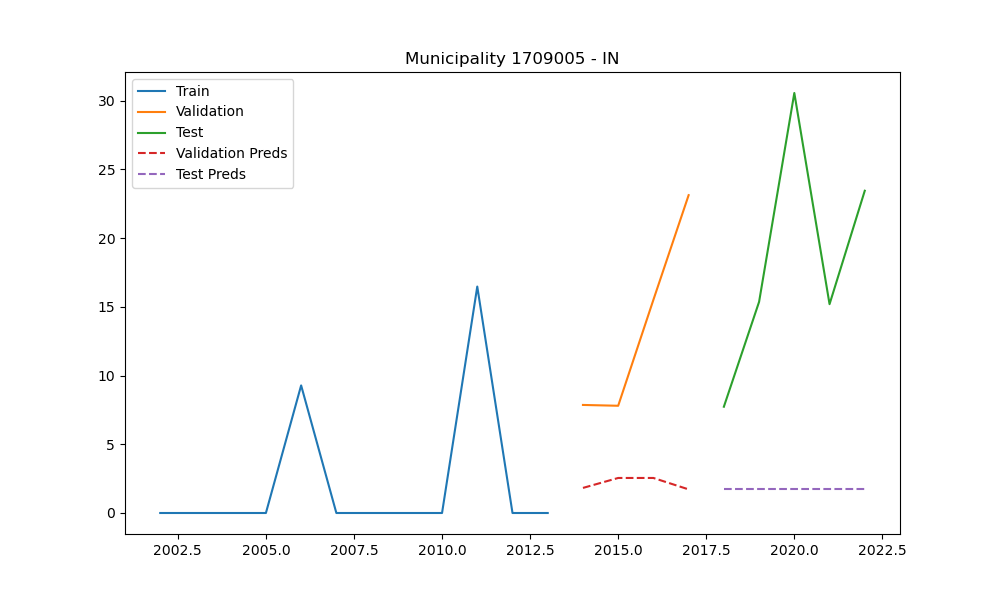 Municipality 1709005 - IN
Train
Validation
Test
Validation Preds
Test Preds
30
25
20
15
10
5
0
2002.5 2005.0 2007.5 2010.0 2012.5 2015.0 2017.5 2020.0 2022.5